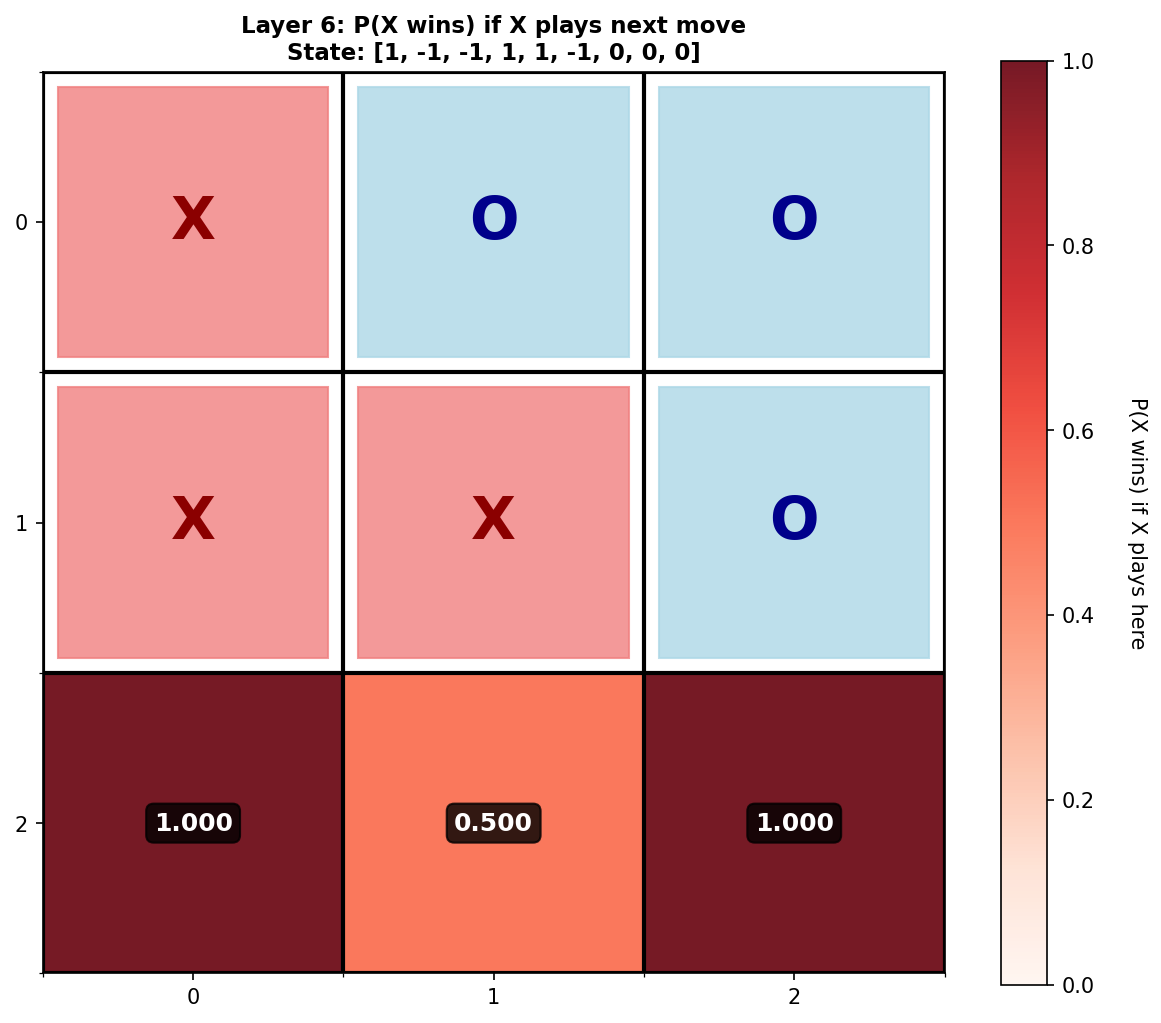 Layer 6: P(X wins) if X plays next move
State: [1, -1, -1, 1, 1, -1, 0, 0, 0]
0
X
O
O
1
X
X
O
2
1.000
0.500
1.000
0
1
2
1.0
0.8
0.6
0.4
0.2
0.0
P(X wins) if X plays here